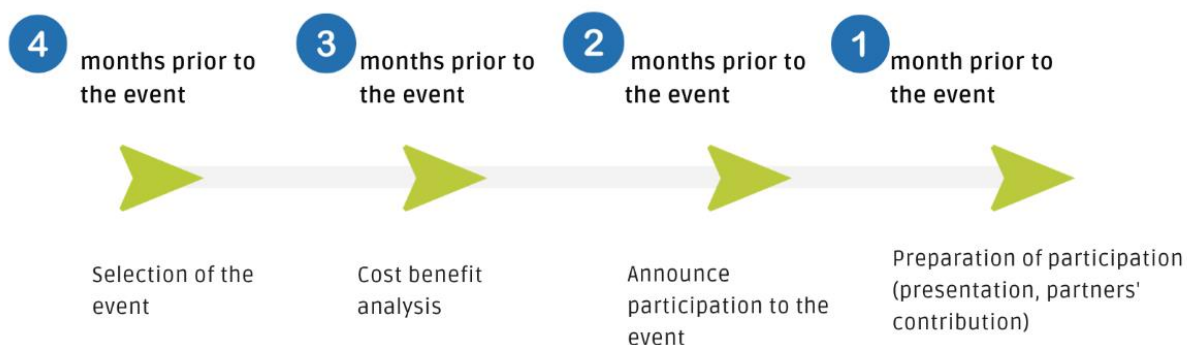 4
months prior to
the event
3
months prior to
the event
2
months prior to
the event
1
month prior to
the event
Selection of the
event
Cost benefit
analysis
Announce
participation to the
event
Preparation of participation
(presentation, partners'
contribution)